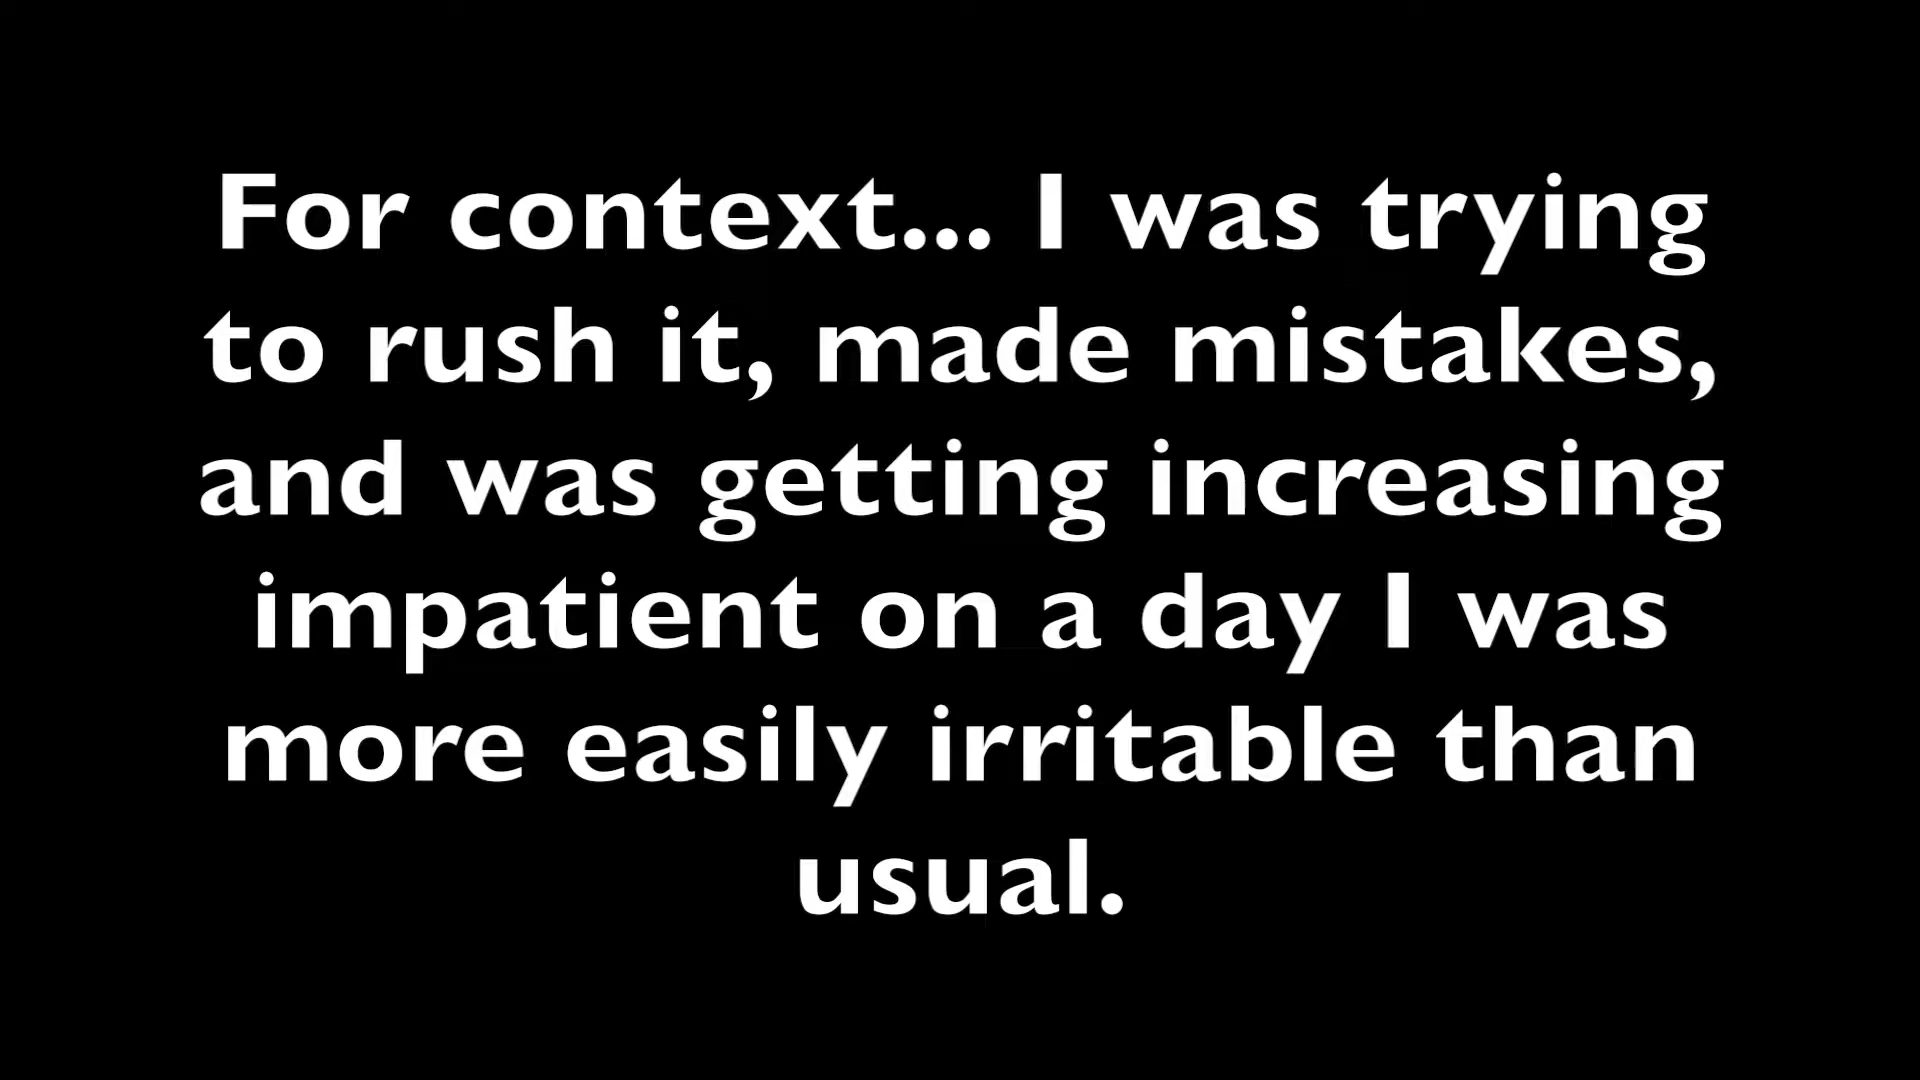 For context... I was trying
to rush it, made mistakes,
and was getting increasing
impatient on a day I was
more easily irritable than
usual.